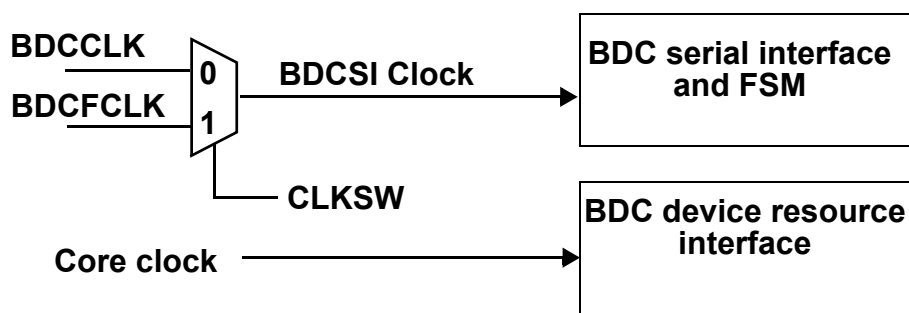 BDCCLK
0
BDCSI Clock
BDC serial interface
and FSM
BDCFCLK
1
CLKSW
BDC device resource
interface
Core clock